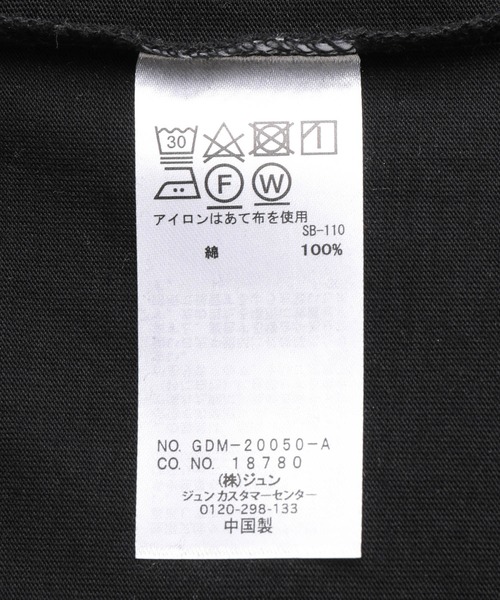 30
F W
アイロンはあて布を使用
SB-110
綿 100%
NO. GDM-20050-A
CO. NO. 18780
(株)ジュン
ジュン カスタマーセンター
0120-298-133
中国製